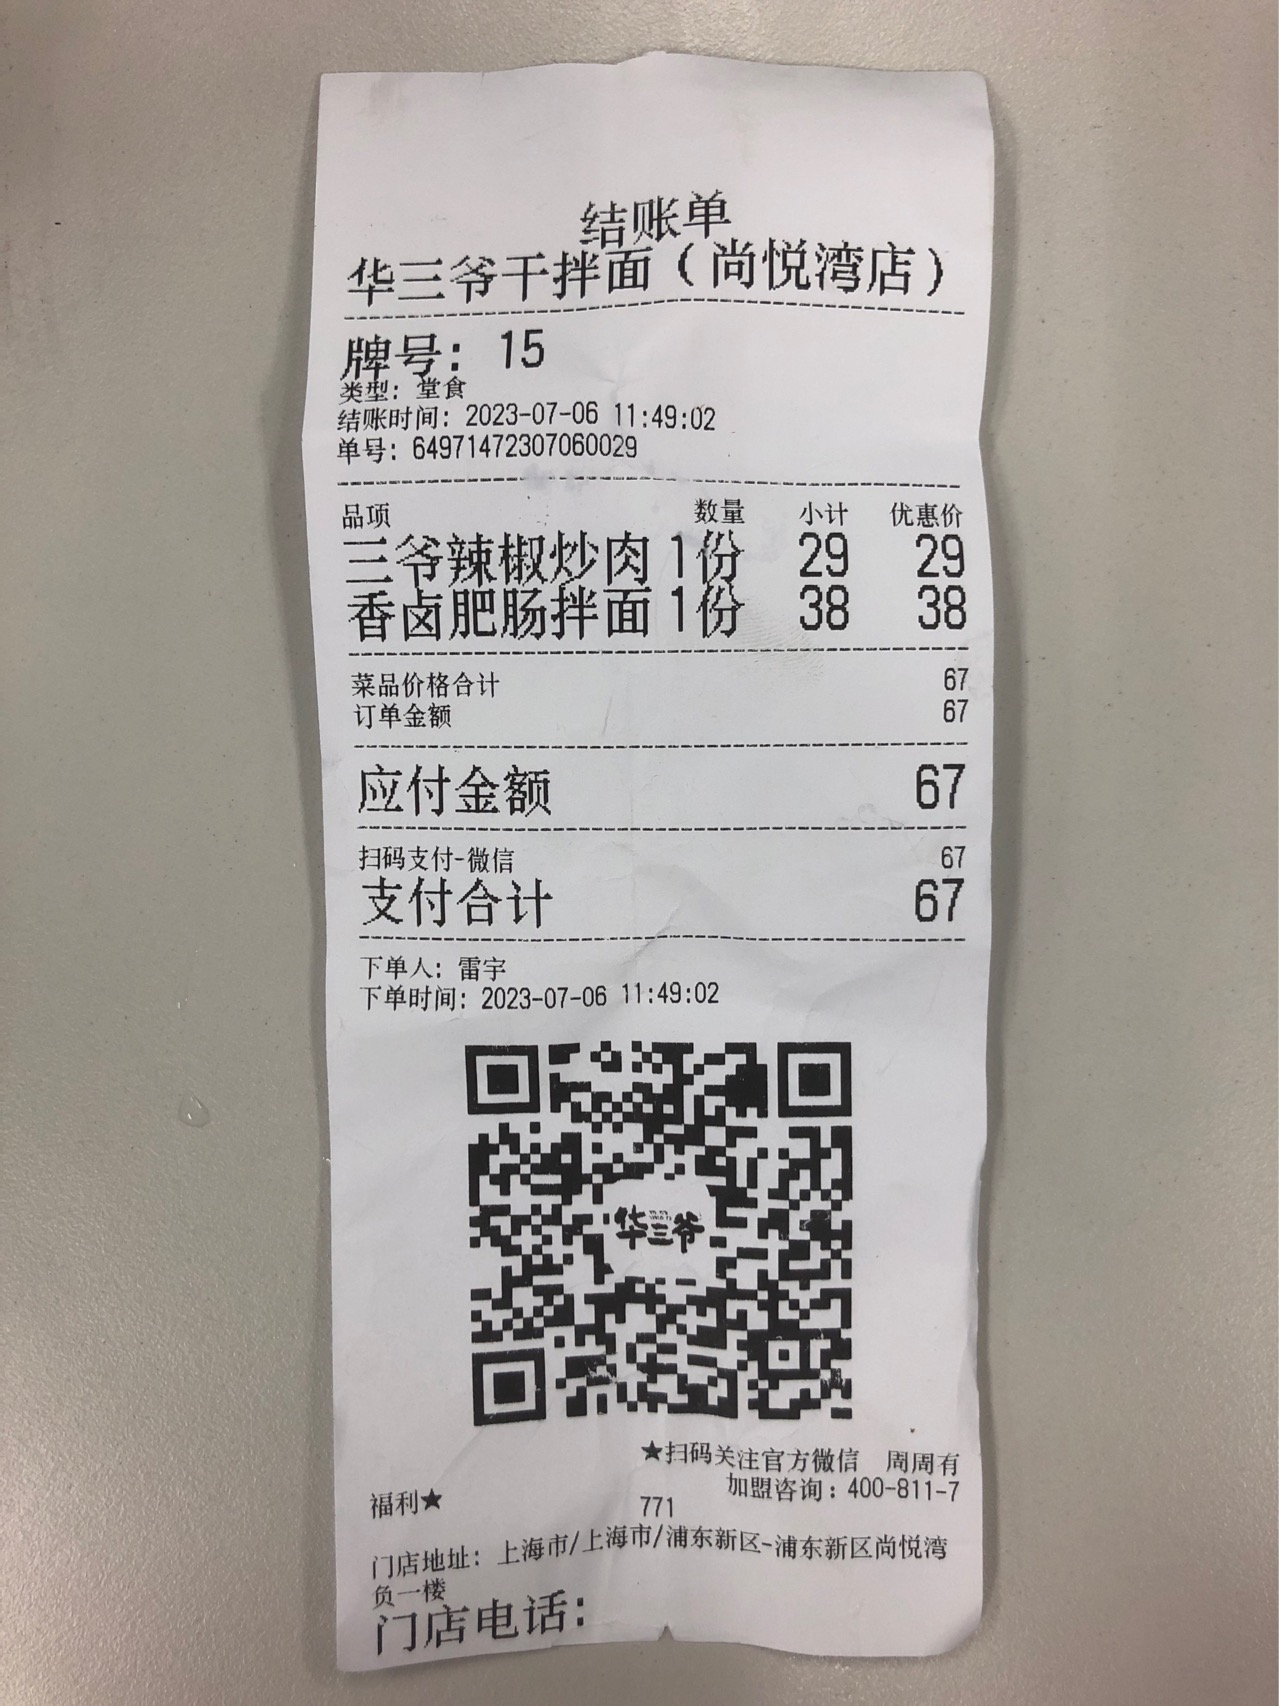 结账单
华三爷干拌面（尚悦湾店）
牌号： 15
类型：堂食
结账时间：2023-07-06 11:49:02
单号：64971472307060029
品项 数量 小计 优惠价
三爷辣椒炒肉 1份 29 29
香卤肥肠拌面 1份 38 38
菜品价格合计 67
订单金额 67
应付金额 67
扫码支付-微信 67
支付合计 67
下单人：雷宇
下单时间：2023-07-06 11:49:02
华三爷
★扫码关注官方微信 周周有
福利★ 加盟咨询：400-811-7
771
门店地址：上海市/上海市/浦东新区-浦东新区尚悦湾
负一楼
门店电话：